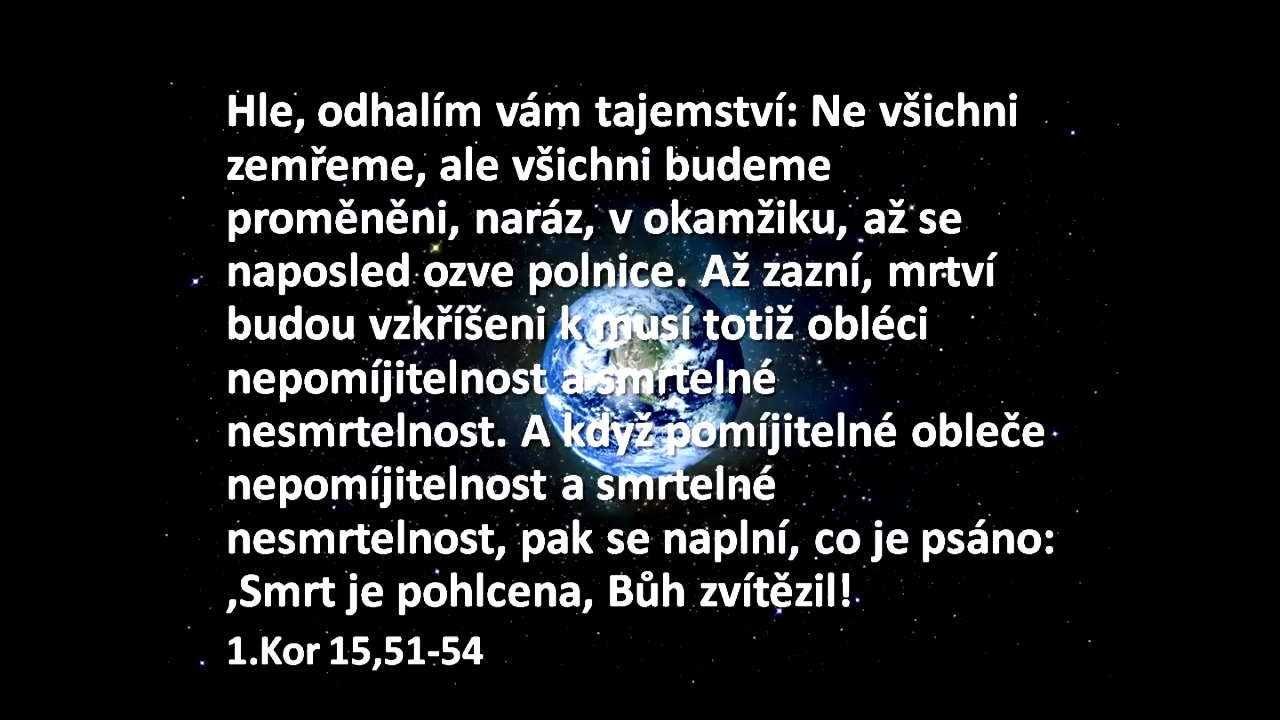 Hle, odhalím vám tajemství: Ne všichni
zemřeme, ale všichni budeme
proměněni, naráz, v okamžiku, až se
naposled ozve polnice. Až zazní, mrtví
budou vzkříšeni k musí totiž obléci
nepomíjitelnost a smrtelné
nesmrtelnost. A když pomíjitelné obleče
nepomíjitelnost a smrtelné
nesmrtelnost, pak se naplní, co je psáno:
‚Smrt je pohlcena, Bůh zvítězil!
1.Kor 15,51-54